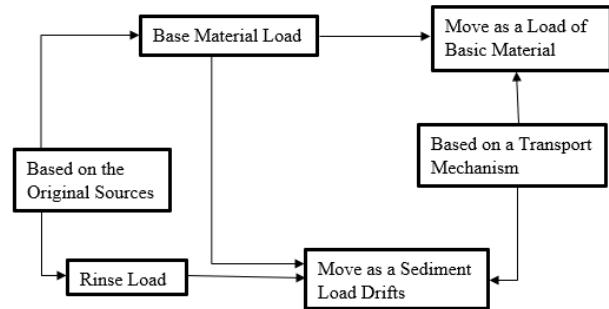 Base Material Load
Move as a Load of
Basic Material
Based on the
Original Sources
Based on a Transport
Mechanism
Rinse Load
Move as a Sediment
Load Drifts